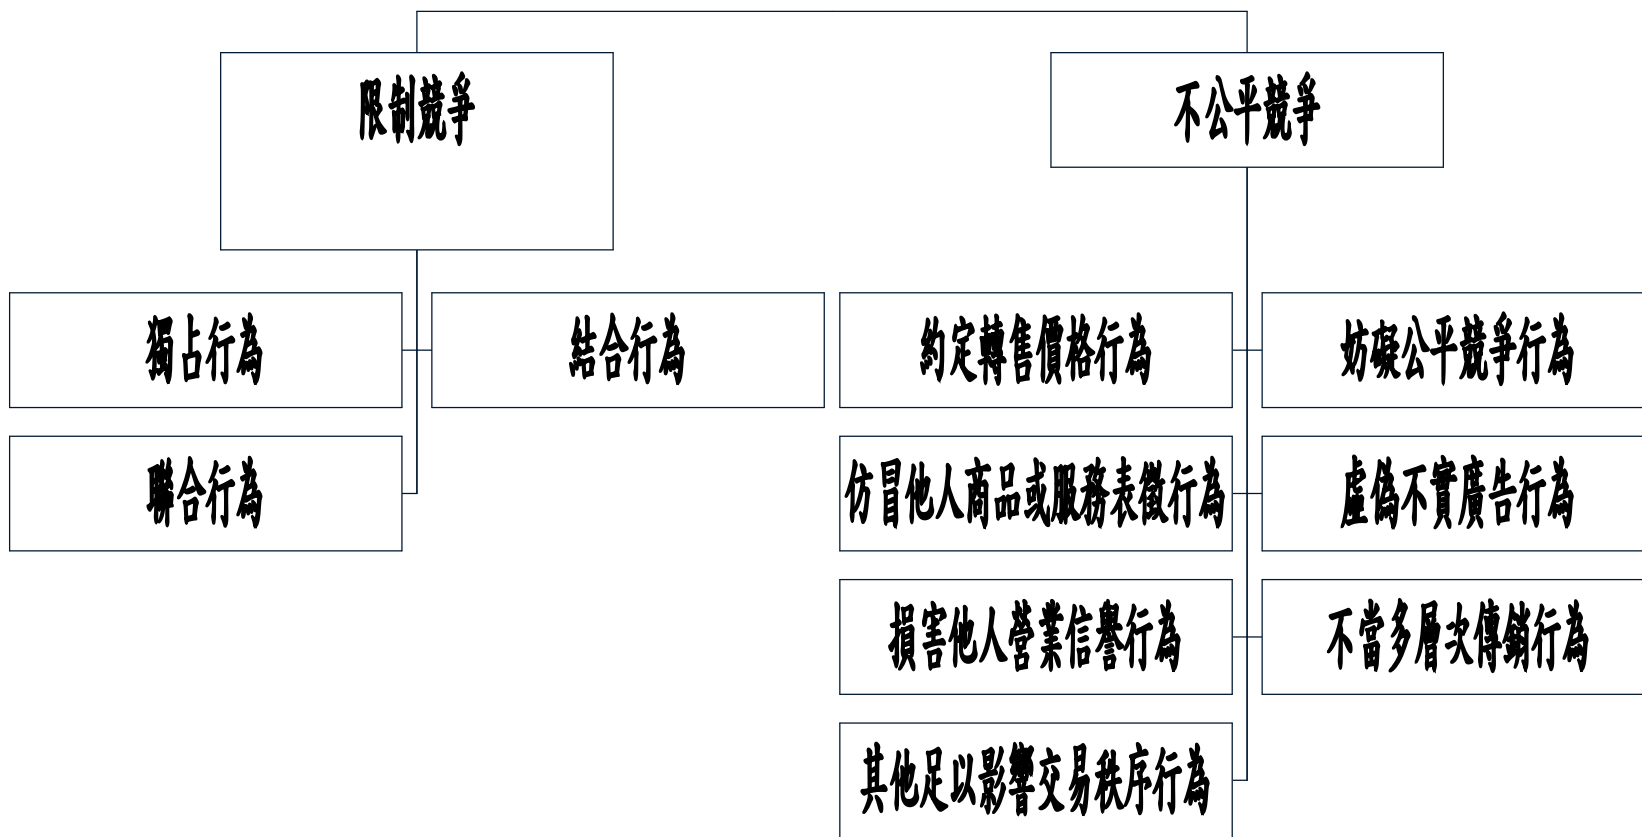 限制競爭
不公平競爭
獨占行為
結合行為
約定轉售價格行為
妨礙公平競爭行為
聯合行為
仿冒他人商品或服務表徵行為
虛偽不實廣告行為
損害他人營業信譽行為
不當多層次傳銷行為
其他足以影響交易秩序行為